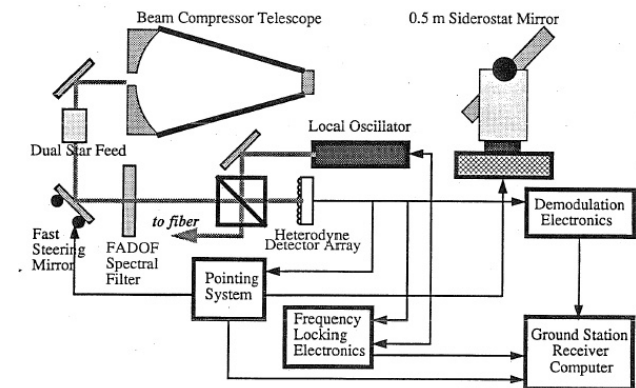 Beam Compressor Telescope
0.5 m Siderostat Mirror
Local Oscillator
Dual Star Feed
to fiber
Demodulation
Electronics
Fast
Steering
Mirror
FADOF
Spectral
Filter
Heterodyne
Detector Array
Pointing
System
Frequency
Locking
Electronics
Ground Station
Receiver
Computer